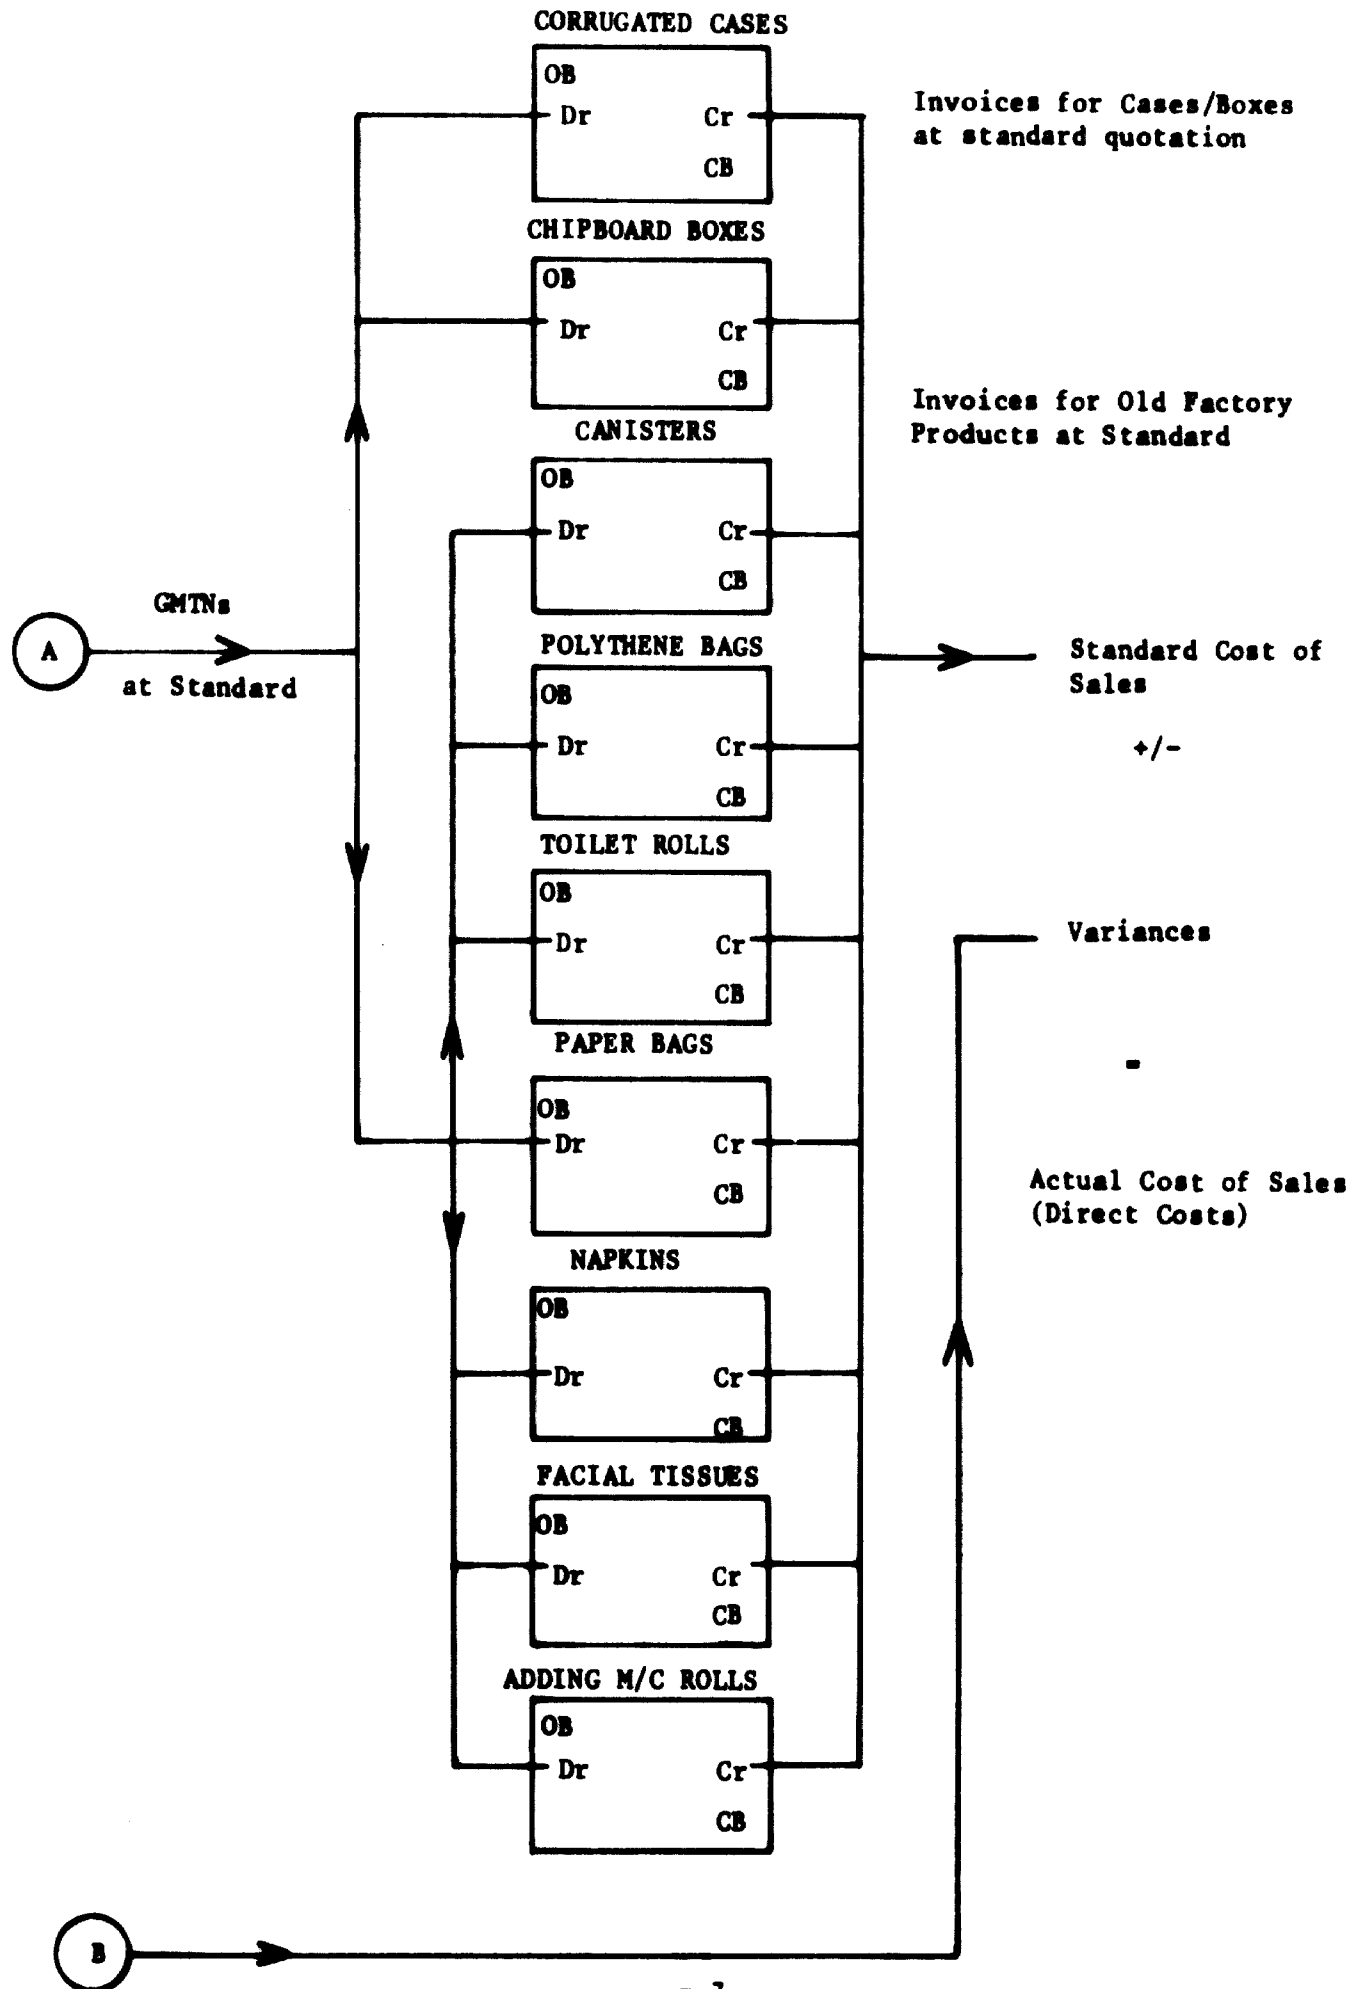 CORRUGATED CASES
OB
Dr Cr
CB
Invoices for Cases/Boxes
at standard quotation
CHIPBOARD BOXES
OB
Dr Cr
CB
Invoices for Old Factory
Products at Standard
CANISTERS
OB
Dr Cr
CB
A
GMTNs
at Standard
POLYTHENE BAGS
OB
Dr Cr
CB
Standard Cost of
Sales
+/-
TOILET ROLLS
OB
Dr Cr
CB
Variances
=
PAPER BAGS
OB
Dr Cr
CB
Actual Cost of Sales
(Direct Costs)
NAPKINS
OB
Dr Cr
CB
FACIAL TISSUES
OB
Dr Cr
CB
ADDING M/C ROLLS
OB
Dr Cr
CB
B